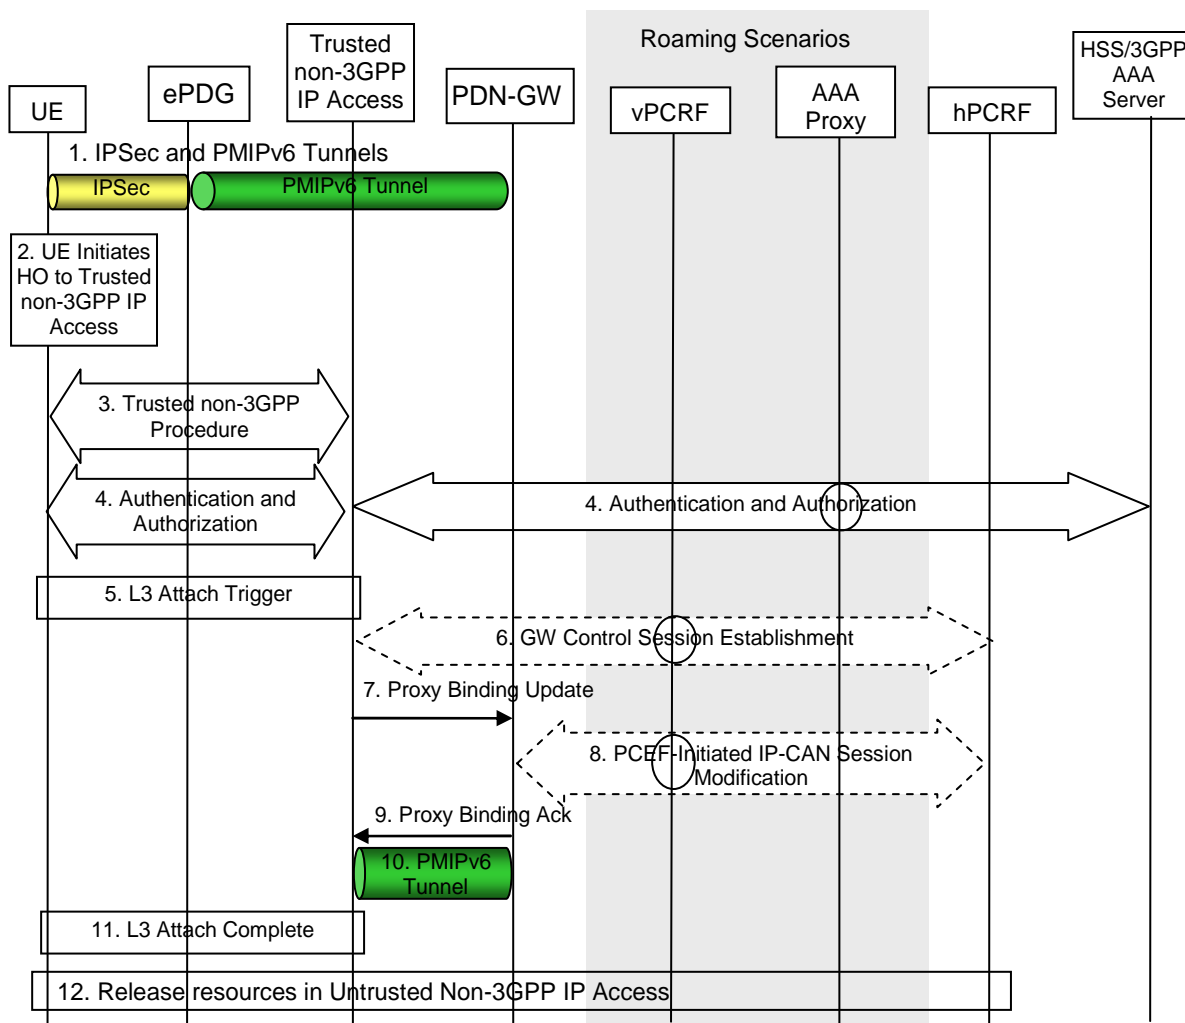 Roaming Scenarios
UE
ePDG
Trusted
non-3GPP
IP Access
PDN-GW
vPCRF
AAA
Proxy
hPCRF
HSS/3GPP
AAA
Server
1. IPSec and PMIPv6 Tunnels
IPSec
PMIPv6 Tunnel
2. UE Initiates
HO to Trusted
non-3GPP IP
Access
3. Trusted non-3GPP
Procedure
4. Authentication and
Authorization
4. Authentication and Authorization
5. L3 Attach Trigger
6. GW Control Session Establishment
7. Proxy Binding Update
8. PCEF-Initiated IP-CAN Session
Modification
9. Proxy Binding Ack
10. PMIPv6
Tunnel
11. L3 Attach Complete
12. Release resources in Untrusted Non-3GPP IP Access